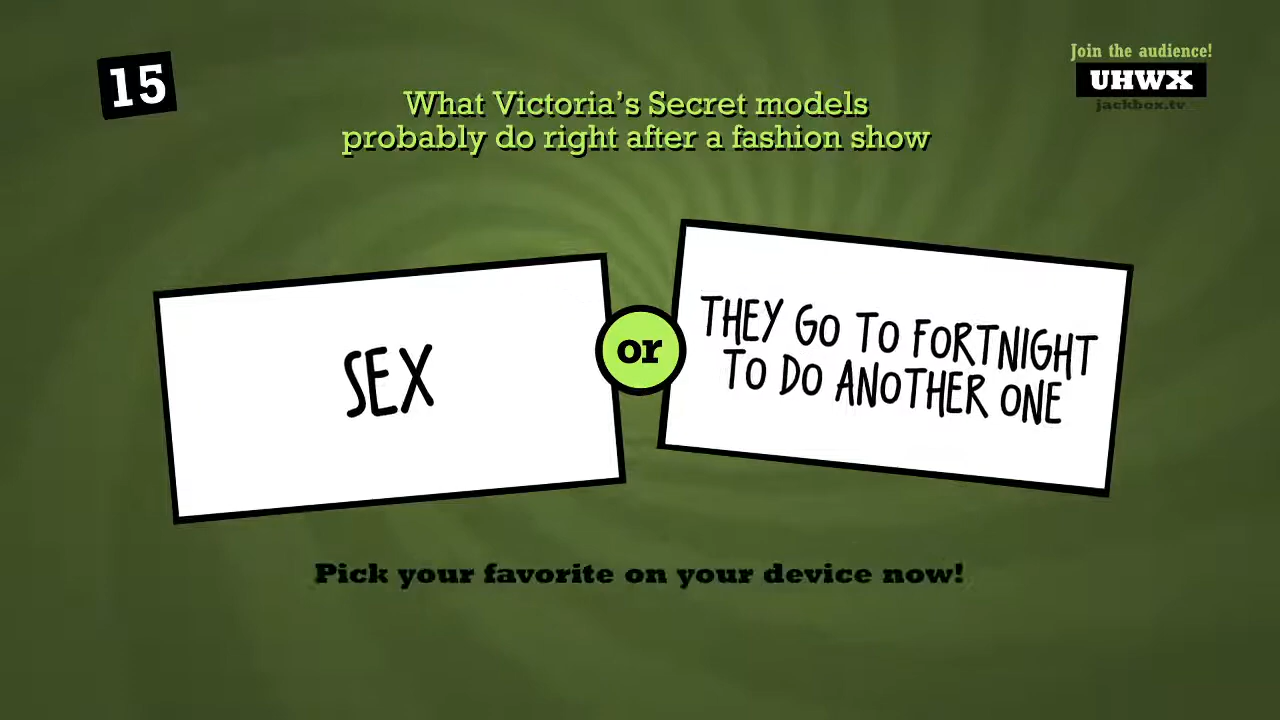 15
Join the audience!
UHWX
jackbox.tv
What Victoria's Secret models
probably do right after a fashion show
SEX
or
THEY GO TO FORTNIGHT
TO DO ANOTHER ONE
Pick your favorite on your device now!